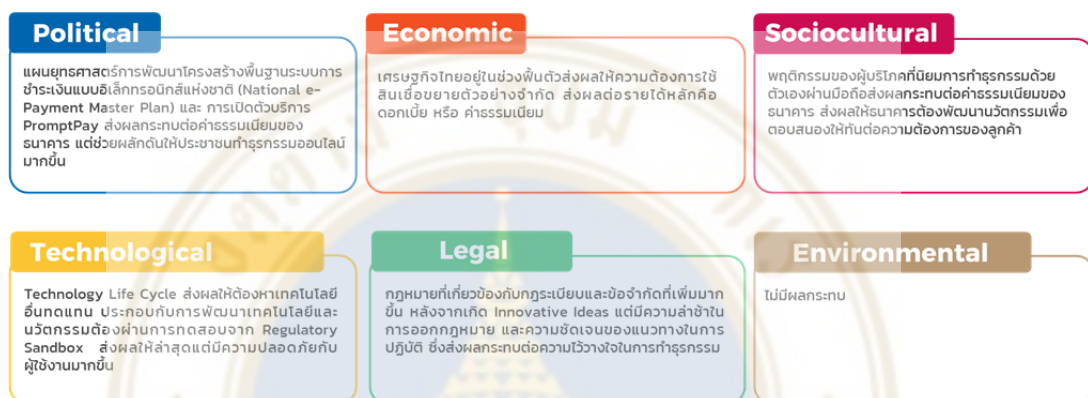 Political
แผนยุทธศาสตร์การพัฒนาโครงสร้างพื้นฐานระบบการ
ชำระเงินแบบอิเล็กทรอนิกส์แห่งชาติ (National e-
Payment Master Plan) และ การเปิดตัวบริการ
PromptPay ส่งผลกระทบต่อค่าธรรมเนียมของ
ธนาคาร แต่ช่วยผลักดันให้ประชาชนทำธุรกรรมออนไลน์
มากขึ้น
Economic
เศรษฐกิจไทยอยู่ในช่วงฟื้นตัวส่งผลให้ความต้องการใช้
สินเชื่อขยายตัวอย่างจำกัด ส่งผลต่อรายได้หลักคือ
ดอกเบี้ย หรือ ค่าธรรมเนียม
Sociocultural
พฤติกรรมของผู้บริโภคที่นิยมการทำธุรกรรมด้วย
ตัวเองผ่านมือถือส่งผลกระทบต่อค่าธรรมเนียมของ
ธนาคาร ส่งผลให้ธนาคารต้องพัฒนานวัตกรรมเพื่อ
ตอบสนองให้ทันต่อความต้องการของลูกค้า
Technological
Technology Life Cycle ส่งผลให้ต้องหาเทคโนโลยี
อื่นทดแทน ประกอบกับการพัฒนาเทคโนโลยีและ
นวัตกรรมต้องผ่านการทดสอบจาก Regulatory
Sandbox ส่งผลให้ล่าสุดแต่มีความปลอดภัยกับ
ผู้ใช้งานมากขึ้น
Legal
กฎหมายที่เกี่ยวข้องกับกฎระเบียบและข้อจำกัดที่เพิ่มมาก
ขึ้น หลังจากเกิด Innovative Ideas แต่มีความล่าช้าใน
การออกกฎหมาย และความชัดเจนของแนวทางในการ
ปฏิบัติ ซึ่งส่งผลกระทบต่อความไว้วางใจในการทำธุรกรรม
Environmental
ไม่มีผลกระทบ